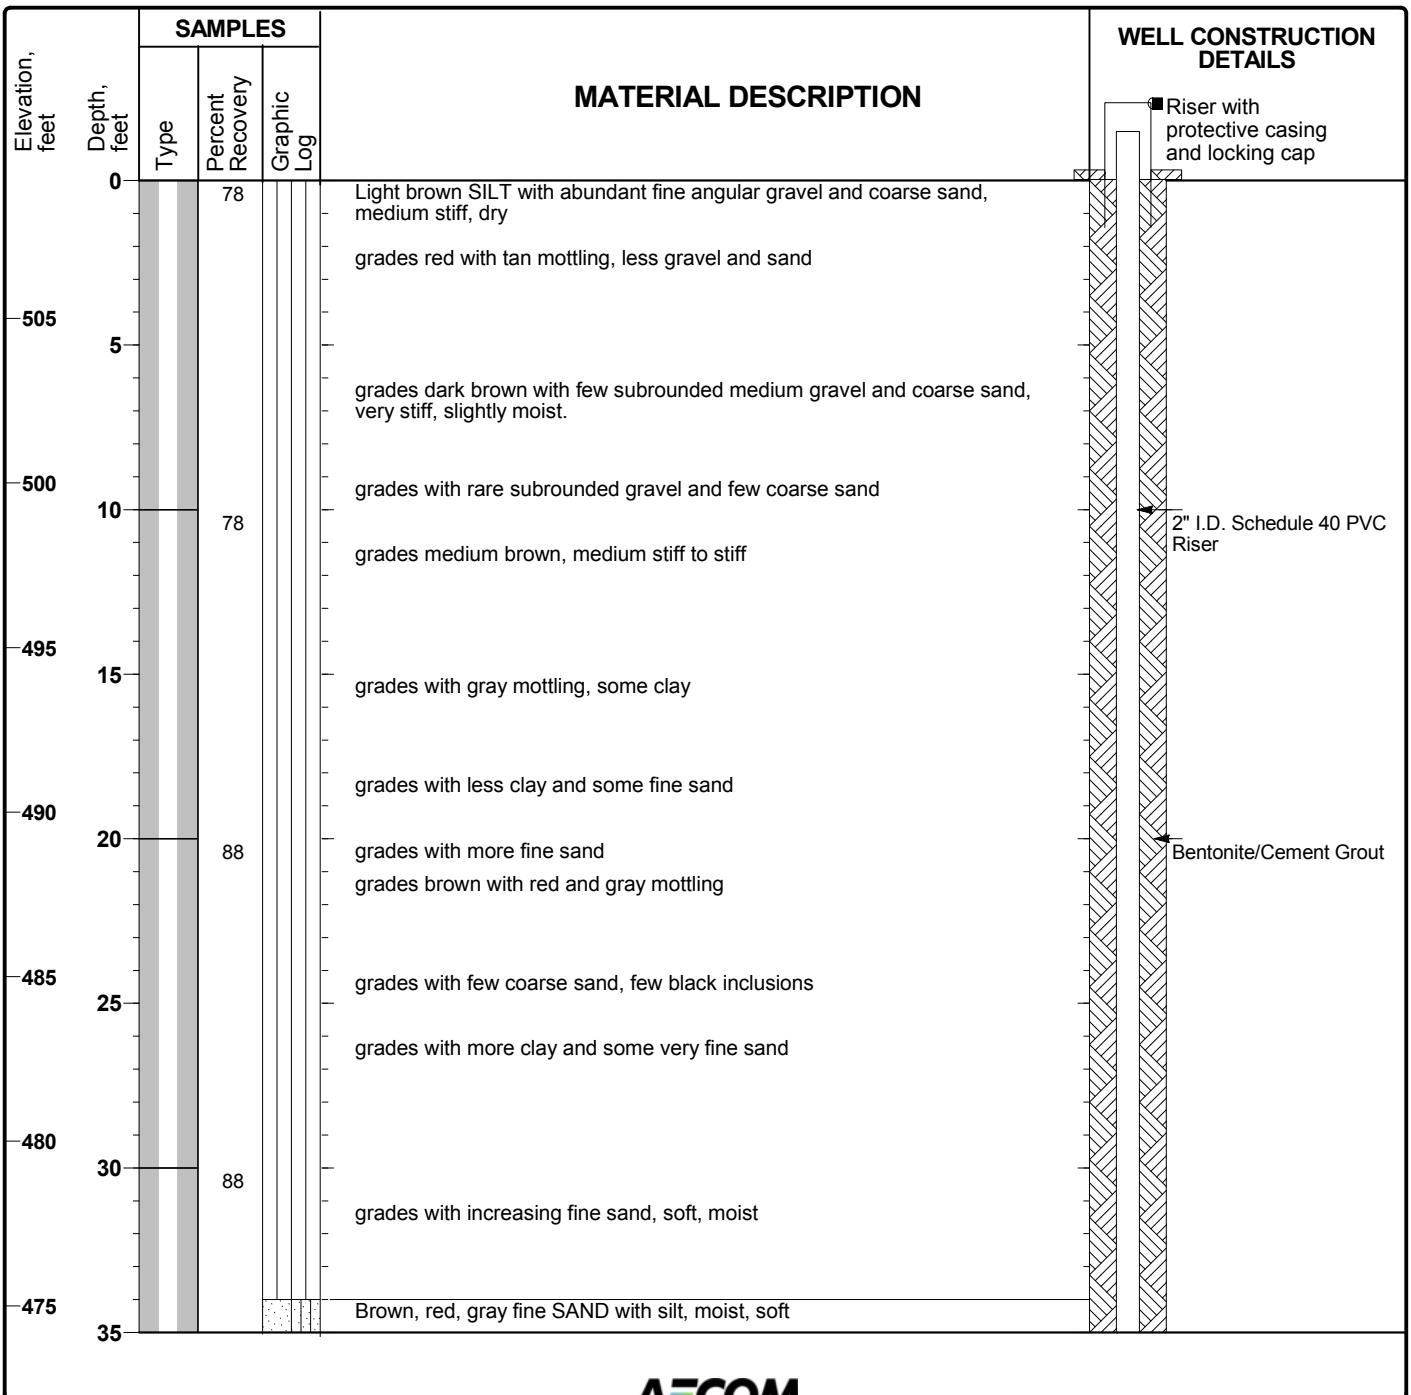 SAMPLES
Elevation,
feet
Depth,
feet
Type
Percent
Recovery
Graphic
Log
MATERIAL DESCRIPTION
WELL CONSTRUCTION
DETAILS
Riser with
protective casing
and locking cap
0
78
Light brown SILT with abundant fine angular gravel and coarse sand,
medium stiff, dry
grades red with tan mottling, less gravel and sand
505
5
grades dark brown with few subrounded medium gravel and coarse sand,
very stiff, slightly moist.
500
grades with rare subrounded gravel and few coarse sand
10
78
2" I.D. Schedule 40 PVC
Riser
grades medium brown, medium stiff to stiff
495
15
grades with gray mottling, some clay
grades with less clay and some fine sand
490
20
88
grades with more fine sand
Bentonite/Cement Grout
grades brown with red and gray mottling
485
grades with few coarse sand, few black inclusions
25
grades with more clay and some very fine sand
480
30
88
grades with increasing fine sand, soft, moist
475
Brown, red, gray fine SAND with silt, moist, soft
35
AECOM